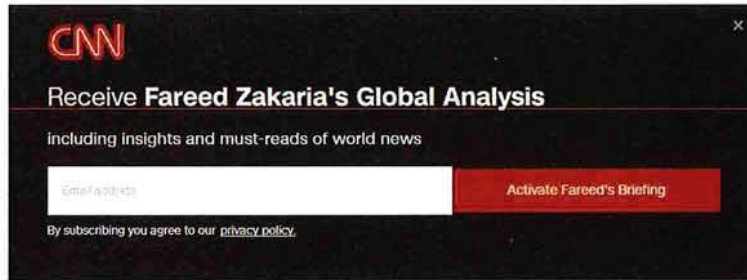 CNN
×
Receive Fareed Zakaria's Global Analysis
including insights and must-reads of world news
Email address
Activate Fareed's Briefing
By subscribing you agree to our privacy policy.